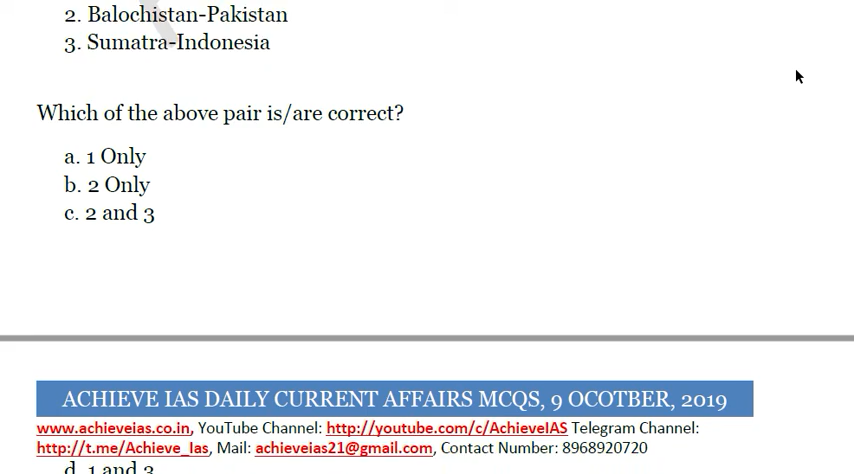 2. Balochistan-Pakistan
3. Sumatra-Indonesia
Which of the above pair is/are correct?
a. 1 Only
b. 2 Only
c. 2 and 3
ACHIEVE IAS DAILY CURRENT AFFAIRS MCQS, 9 OCOTBER, 2019
www.achieveias.co.in, YouTube Channel: http://youtube.com/c/AchieveIAS Telegram Channel:
http://t.me/Achieve_Ias, Mail: achieveias21@gmail.com, Contact Number: 8968920720
d. 1 and 3